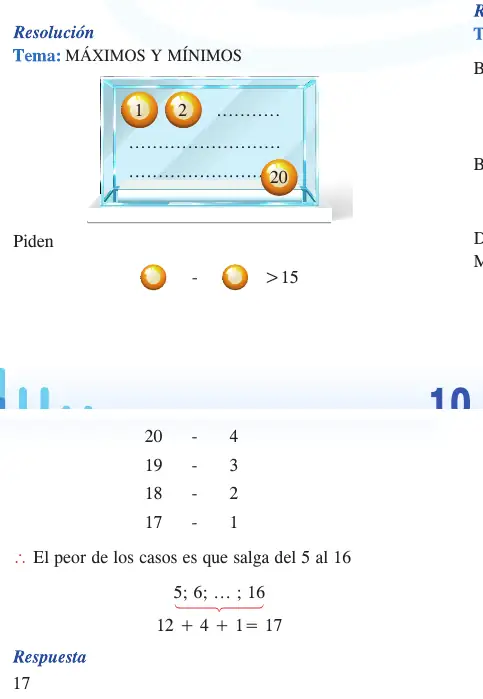 Resolución
Tema: MÁXIMOS Y MÍNIMOS
1 2 ...........
..........................
....................... 20
Piden
- >15
10
20 - 4
19 - 3
18 - 2
17 - 1
∴ El peor de los casos es que salga del 5 al 16
5; 6; … ; 16
12 + 4 + 1= 17
Respuesta
17
R
T
B
B
D
M